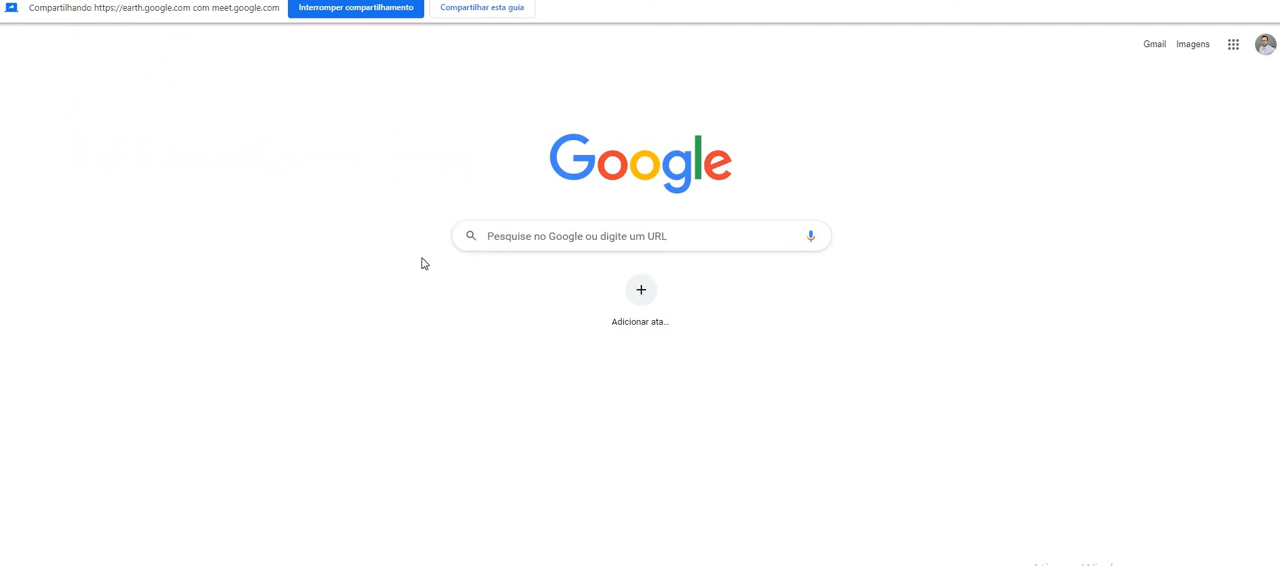 Compartilhando https://earth.google.com com meet.google.com
Interromper compartilhamento
Compartilhar esta guia
Gmail
Imagens
Google
Pesquise no Google ou digite um URL
Adicionar ata...